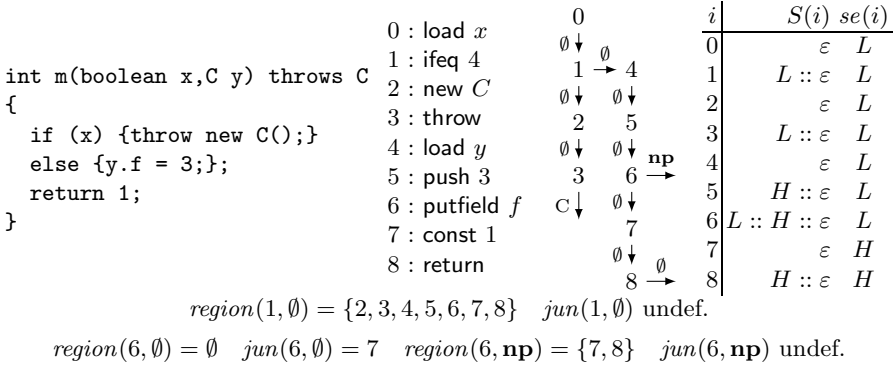 int m(boolean x,C y) throws C
{
if (x) {throw new C();}
else {y.f = 3;};
return 1;
}
0 : load x
1 : ifeq 4
2 : new C
3 : throw
4 : load y
5 : push 3
6 : putfield f
7 : const 1
8 : return
0
∅ ∅
1 4
∅ ∅
2 5
∅ ∅ np
3 6
C ∅
7
∅ ∅
8
i S(i) se(i)
0 ε L
1 L :: ε L
2 ε L
3 L :: ε L
4 ε L
5 H :: ε L
6 L :: H :: ε L
7 ε H
8 H :: ε H
region(1, ∅) = {2, 3, 4, 5, 6, 7, 8} jun(1, ∅) undef.
region(6, ∅) = ∅ jun(6, ∅) = 7 region(6, np) = {7, 8} jun(6, np) undef.